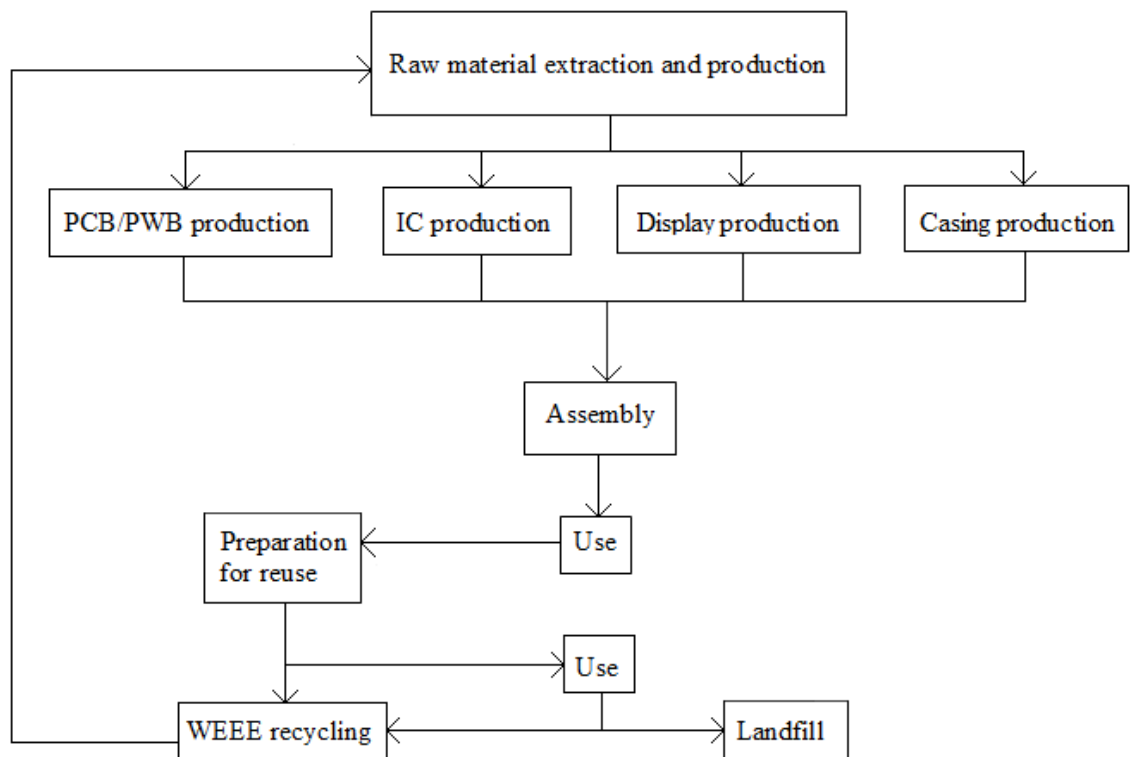 Raw material extraction and production
PCB/PWB production
IC production
Display production
Casing production
Assembly
Preparation
for reuse
Use
Use
WEEE recycling
Landfill